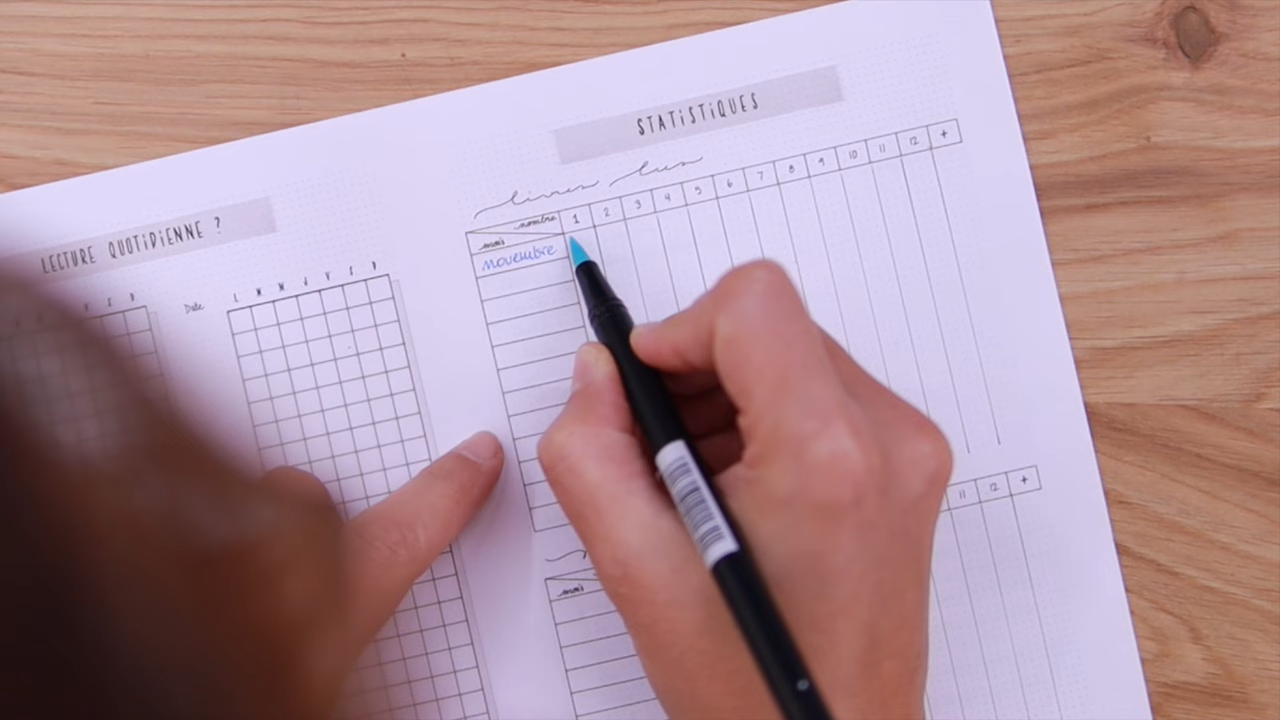 STATISTIQUES
livres lus
nombre 1 2 3 4 5 6 7 8 9 10 11 12 +
mois
novembre
LECTURE QUOTIDIENNE ?
V S D
Date L M M J V S D
11 12 +
mois